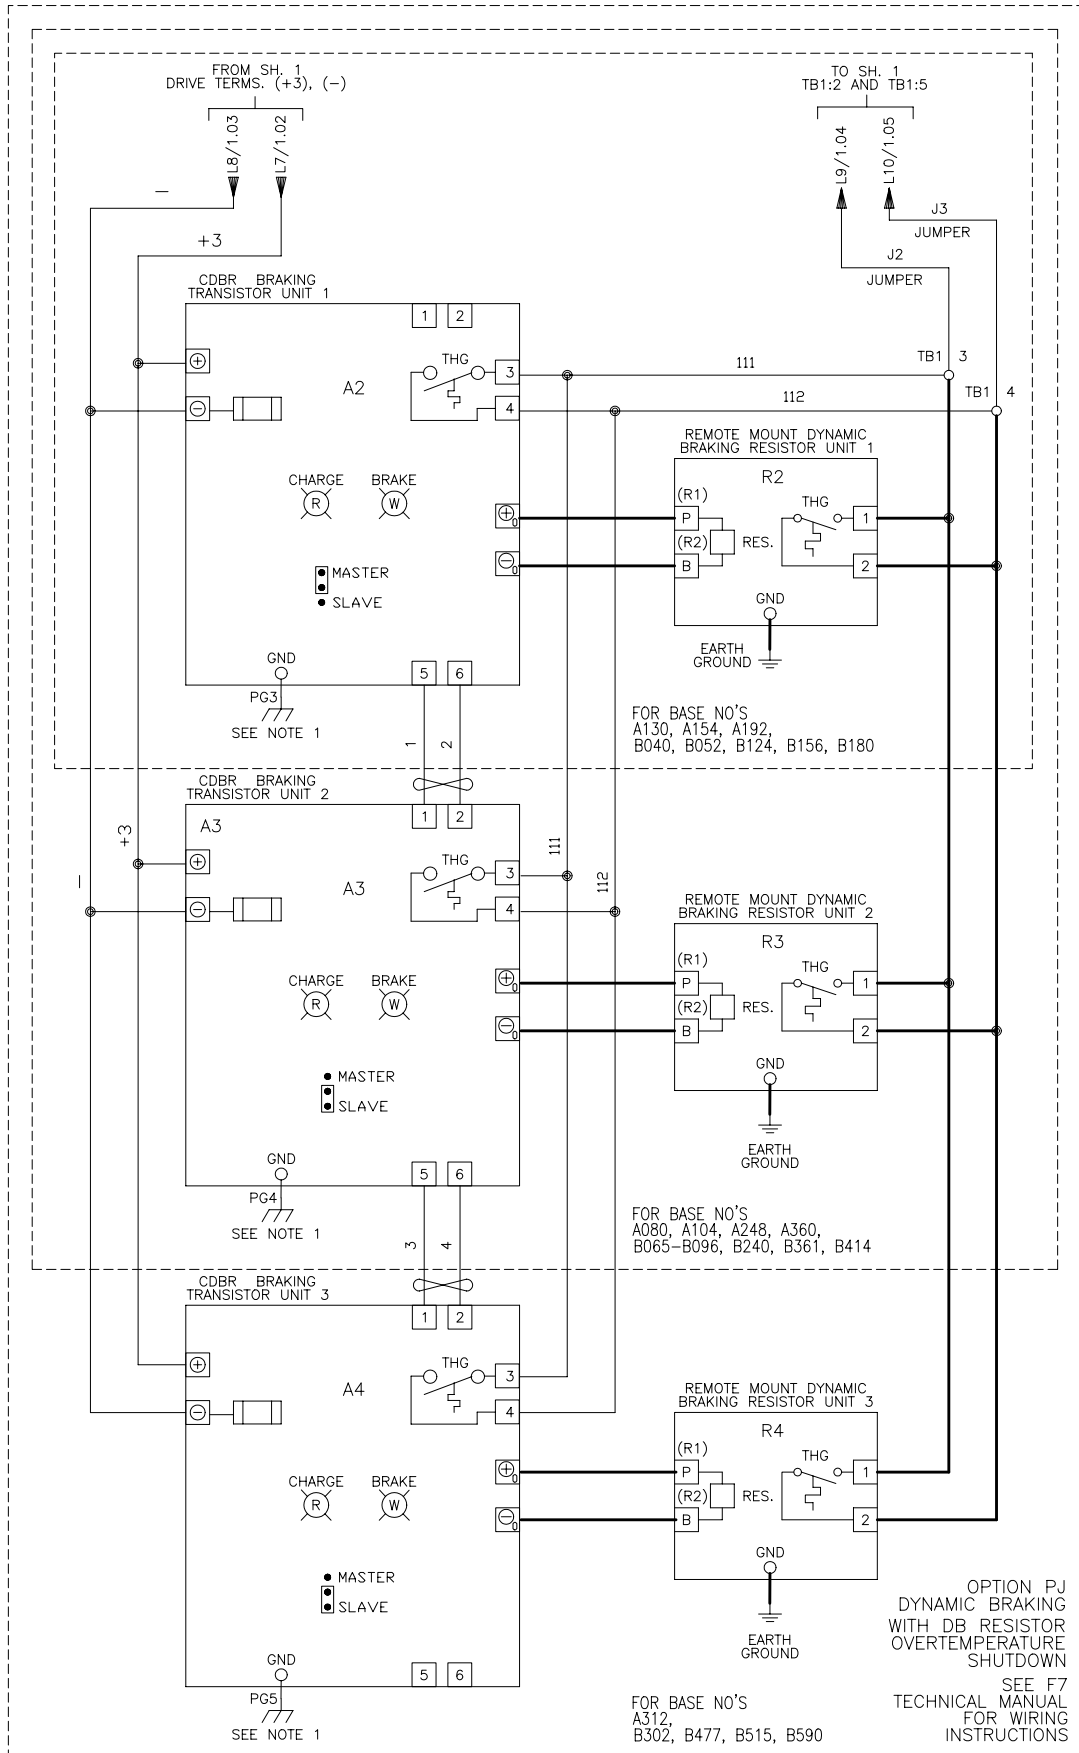 FROM SH. 1
DRIVE TERMS. (+3), (−)
L8/1.03
L7/1.02
−
+3
TO SH. 1
TB1:2 AND TB1:5
L9/1.04
L10/1.05
J3
JUMPER
J2
JUMPER
CDBR BRAKING
TRANSISTOR UNIT 1
1 2
+
−
A2
THG
3
4
111
112
TB1 3
TB1 4
CHARGE
R
BRAKE
W
MASTER
SLAVE
+0
−0
GND
PG3
SEE NOTE 1
5 6
1
2
REMOTE MOUNT DYNAMIC
BRAKING RESISTOR UNIT 1
R2
(R1)
P
(R2)
B
RES.
THG
1
2
GND
EARTH
GROUND
FOR BASE NO'S
A130, A154, A192,
B040, B052, B124, B156, B180
CDBR BRAKING
TRANSISTOR UNIT 2
1 2
+3
−
A3
+
−
A3
THG
3
4
111
112
CHARGE
R
BRAKE
W
MASTER
SLAVE
+0
−0
GND
PG4
SEE NOTE 1
5 6
3
4
REMOTE MOUNT DYNAMIC
BRAKING RESISTOR UNIT 2
R3
(R1)
P
(R2)
B
RES.
THG
1
2
GND
EARTH
GROUND
FOR BASE NO'S
A080, A104, A248, A360,
B065−B096, B240, B361, B414
CDBR BRAKING
TRANSISTOR UNIT 3
1 2
+
−
A4
THG
3
4
CHARGE
R
BRAKE
W
MASTER
SLAVE
+0
−0
GND
PG5
SEE NOTE 1
5 6
REMOTE MOUNT DYNAMIC
BRAKING RESISTOR UNIT 3
R4
(R1)
P
(R2)
B
RES.
THG
1
2
GND
EARTH
GROUND
FOR BASE NO'S
A312,
B302, B477, B515, B590
OPTION PJ
DYNAMIC BRAKING
WITH DB RESISTOR
OVERTEMPERATURE
SHUTDOWN
SEE F7
TECHNICAL MANUAL
FOR WIRING
INSTRUCTIONS